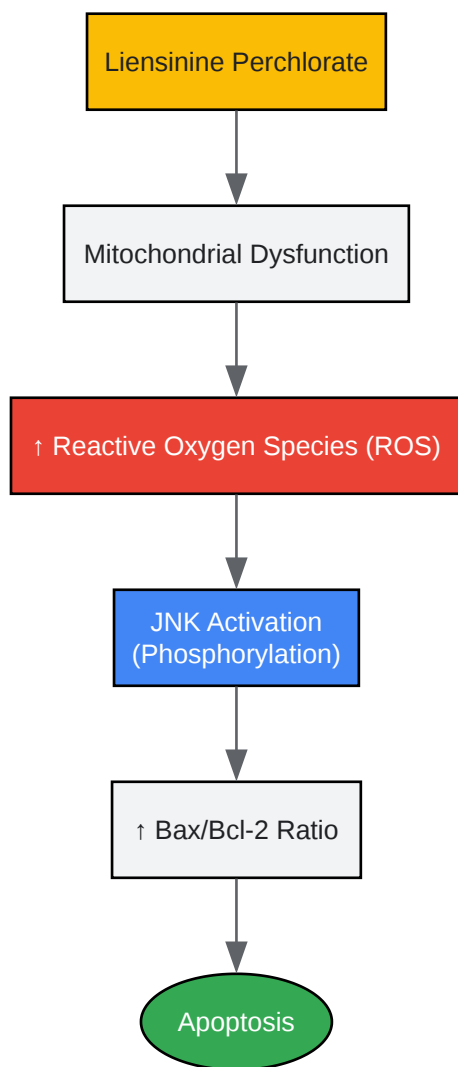 Liensinine Perchlorate
Mitochondrial Dysfunction
↑ Reactive Oxygen Species (ROS)
JNK Activation
(Phosphorylation)
↑ Bax/Bcl-2 Ratio
Apoptosis